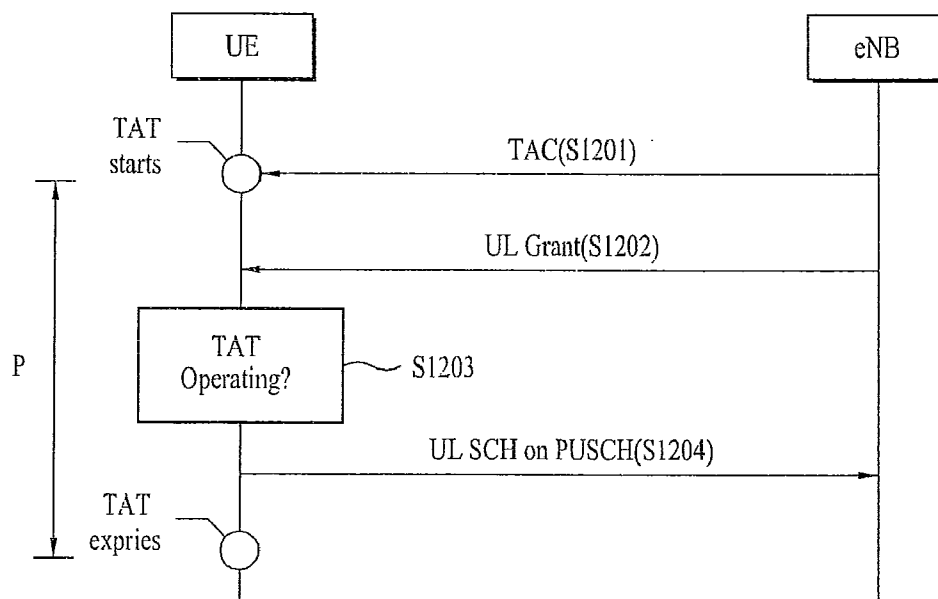 UE
eNB
TAT
starts
TAC(S1201)
UL Grant(S1202)
TAT
Operating?
S1203
P
UL SCH on PUSCH(S1204)
TAT
expries